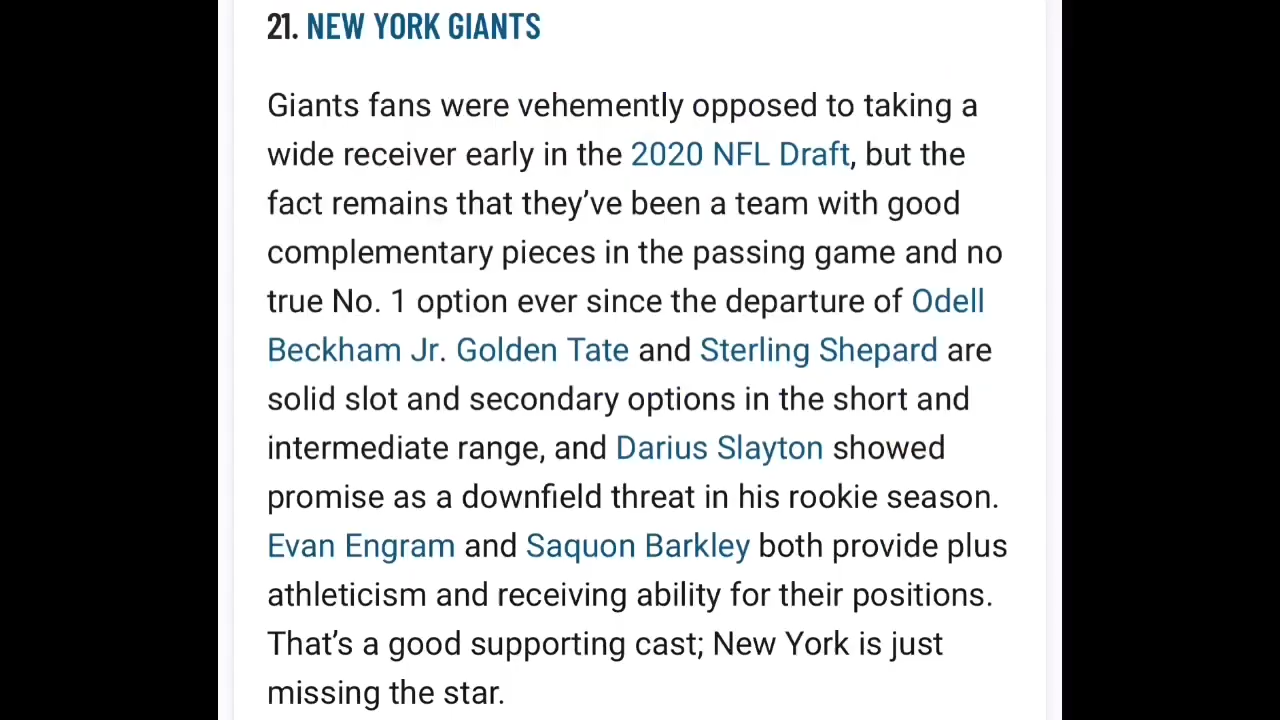 21. NEW YORK GIANTS
Giants fans were vehemently opposed to taking a
wide receiver early in the 2020 NFL Draft, but the
fact remains that they’ve been a team with good
complementary pieces in the passing game and no
true No. 1 option ever since the departure of Odell
Beckham Jr. Golden Tate and Sterling Shepard are
solid slot and secondary options in the short and
intermediate range, and Darius Slayton showed
promise as a downfield threat in his rookie season.
Evan Engram and Saquon Barkley both provide plus
athleticism and receiving ability for their positions.
That’s a good supporting cast; New York is just
missing the star.